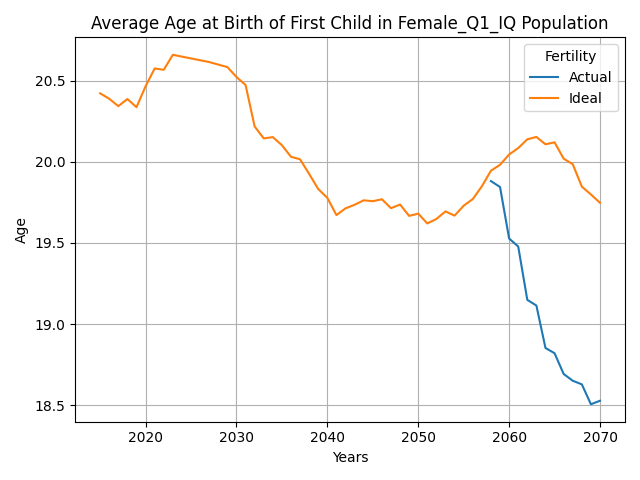 Average Age at Birth of First Child in Female_Q1_IQ Population
Fertility
Actual
Ideal
20.5
20.0
19.5
19.0
18.5
Age
2020 2030 2040 2050 2060 2070
Years